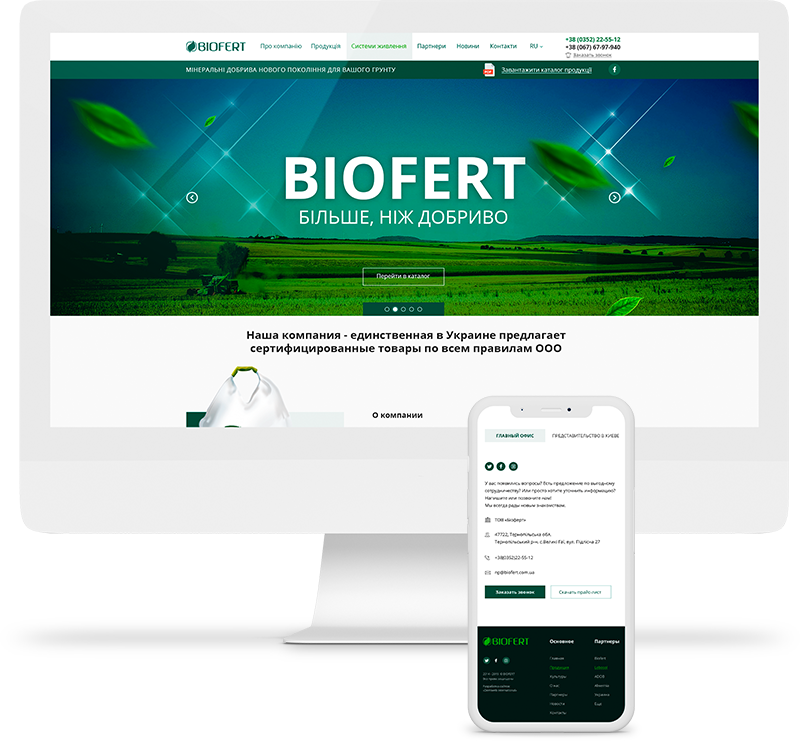 BIOFERT
Про компанію Продукція Системи живлення Партнери Новини Контакти RU
+38 (0352) 22-55-12
+38 (067) 67-97-940
Заказать звонок
МІНЕРАЛЬНІ ДОБРИВА НОВОГО ПОКОЛІННЯ ДЛЯ ВАШОГО ГРУНТУ
PDF
Завантажити каталог продукції
BIOFERT
БІЛЬШЕ, НІЖ ДОБРИВО
Перейти в каталог
Наша компания - единственная в Украине предлагает
сертифицированные товары по всем правилам ООО
О компании
ГЛАВНЫЙ ОФИС ПРЕДСТАВИТЕЛЬСТВО В КИЕВЕ
У вас появились вопросы? Есть предложение по выгодному
сотрудничеству? Или просто хотите уточнить информацию?
Напишите или позвоните нам!
Мы всегда рады новым знакомствам.
ТОВ «Біоферт»
47722, Тернопільська обл.
Тернопільський р-н, с.Великі Гаї, вул. Підлісна 27
+38(0352)22-55-12
np@biofert.com.ua
Заказать звонок Скачать прайс-лист
BIOFERT
Основное Партнеры
Главная Biofert
Продукция
Культуры ADOB
О нас
Партнеры Украина
Новости Еще
Контакты